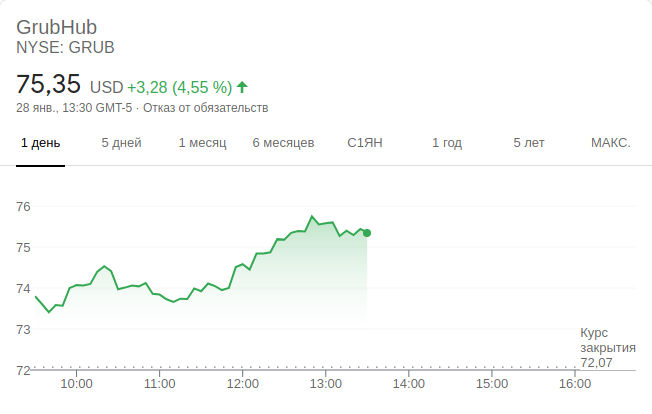 GrubHub
NYSE: GRUB
75,35 USD +3,28 (4,55 %)
28 янв., 13:30 GMT-5 · Отказ от обязательств
1 день 5 дней 1 месяц 6 месяцев С1ЯН 1 год 5 лет МАКС.
76
75
74
73
Курс
закрытия
72,07
72
10:00 11:00 12:00 13:00 14:00 15:00 16:00